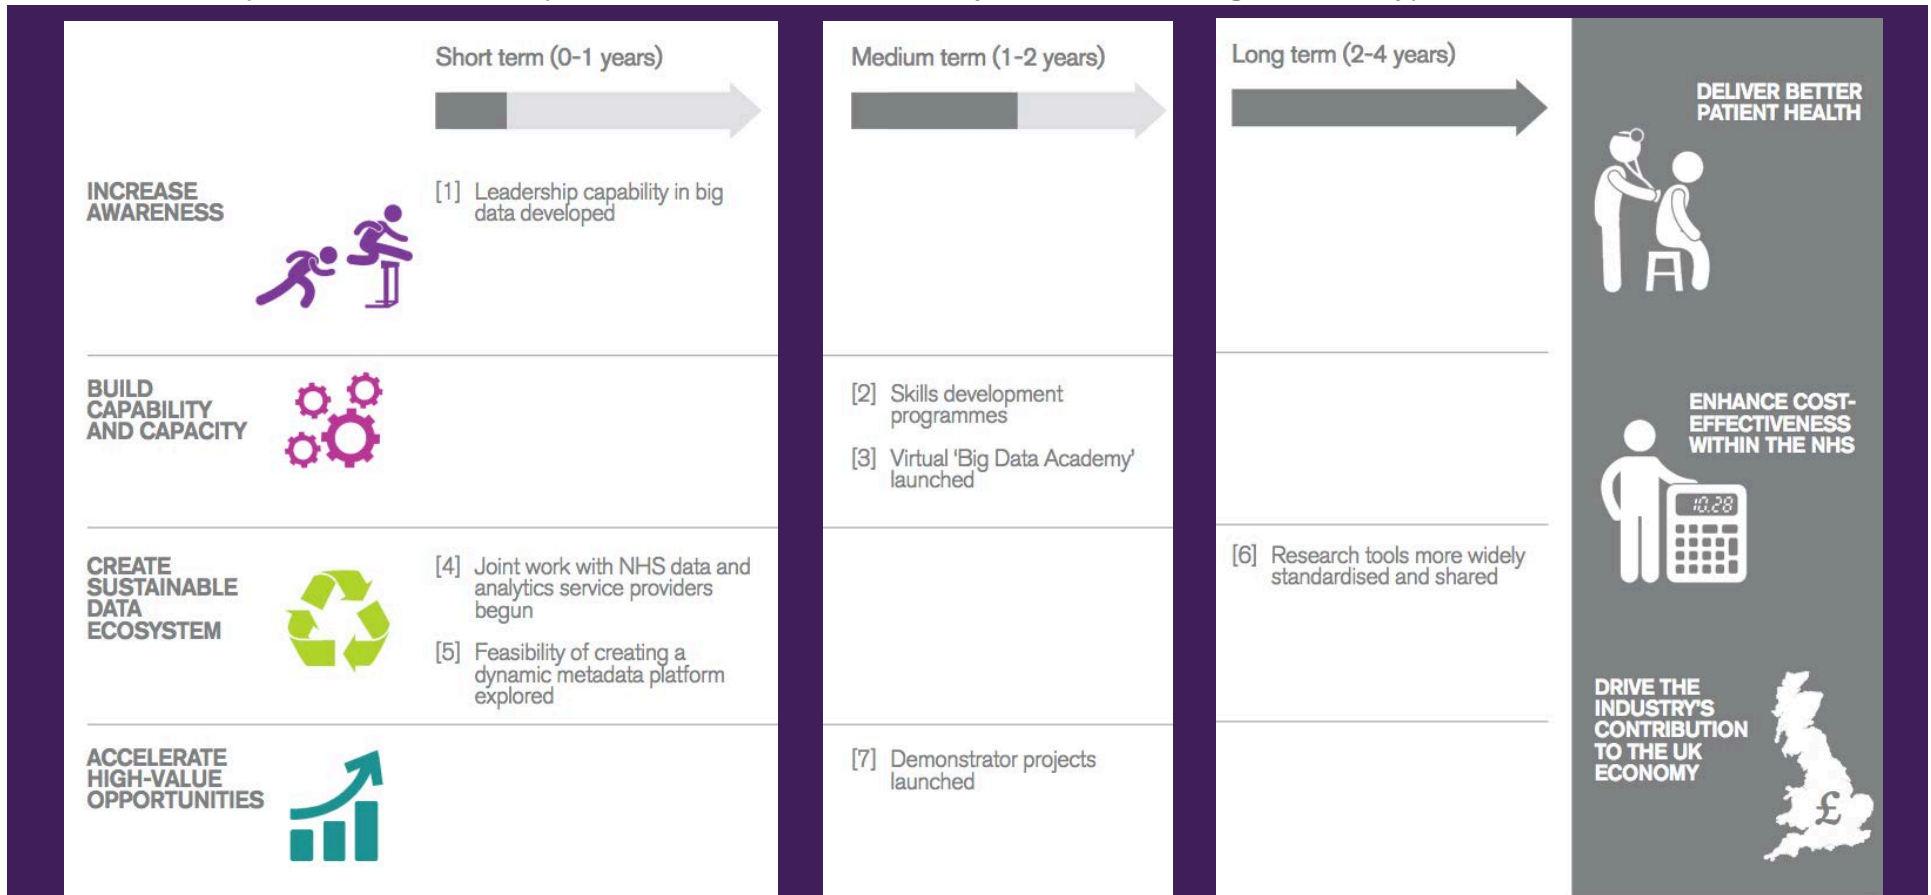 Short term (0-1 years)
Medium term (1-2 years)
Long term (2-4 years)
INCREASE
AWARENESS
[1] Leadership capability in big
data developed
BUILD
CAPABILITY
AND CAPACITY
[2] Skills development
programmes
[3] Virtual ‘Big Data Academy’
launched
CREATE
SUSTAINABLE
DATA
ECOSYSTEM
[4] Joint work with NHS data and
analytics service providers
begun
[5] Feasibility of creating a
dynamic metadata platform
explored
[6] Research tools more widely
standardised and shared
ACCELERATE
HIGH-VALUE
OPPORTUNITIES
[7] Demonstrator projects
launched
DELIVER BETTER
PATIENT HEALTH
ENHANCE COST-
EFFECTIVENESS
WITHIN THE NHS
10.28
DRIVE THE
INDUSTRY'S
CONTRIBUTION
TO THE UK
ECONOMY
£